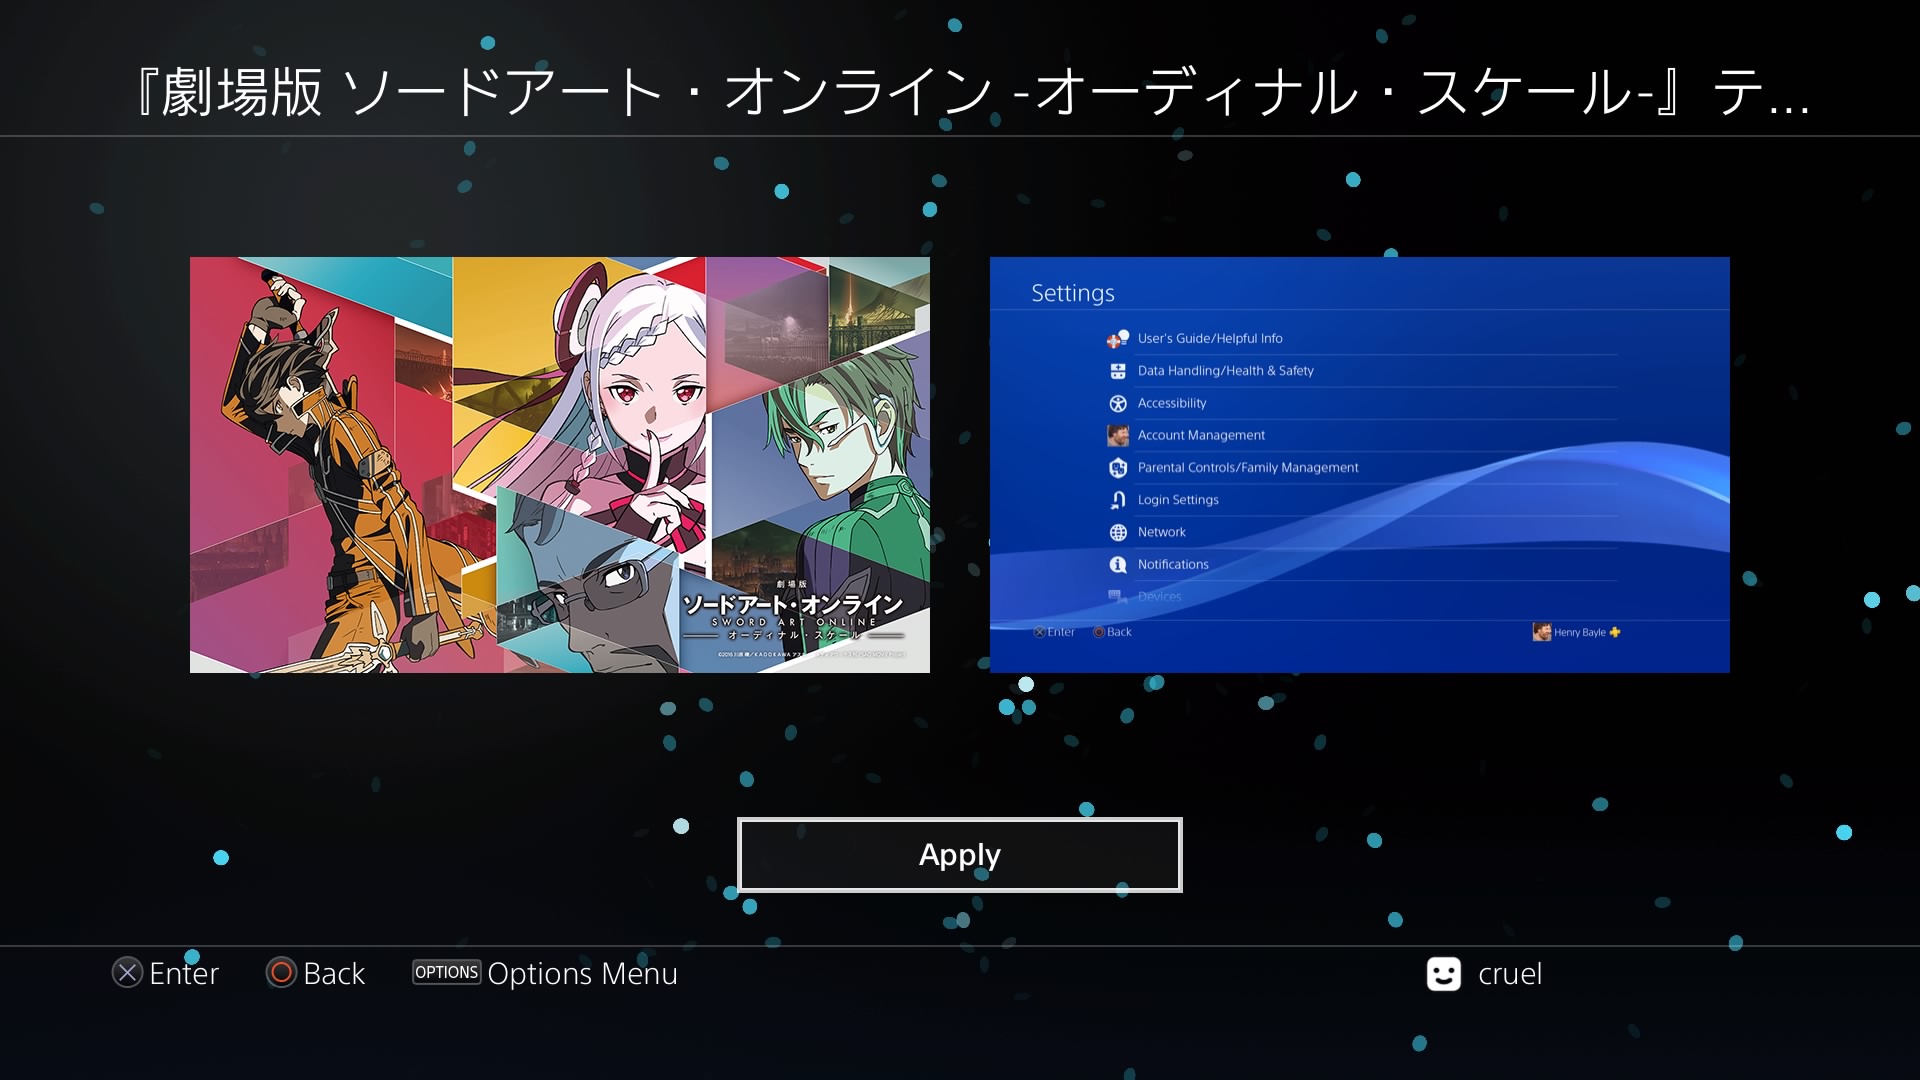 『劇場版 ソードアート・オンライン -オーディナル・スケール-』テ...
劇場版
ソードアート・オンライン
SWORD ART ONLINE
オーディナル・スケール
Settings
User's Guide/Helpful Info
Data Handling/Health & Safety
Accessibility
Account Management
Parental Controls/Family Management
Login Settings
Network
Notifications
Devices
Enter
Back
Henry Bayle
Apply
Enter
Back
OPTIONS
Options Menu
cruel